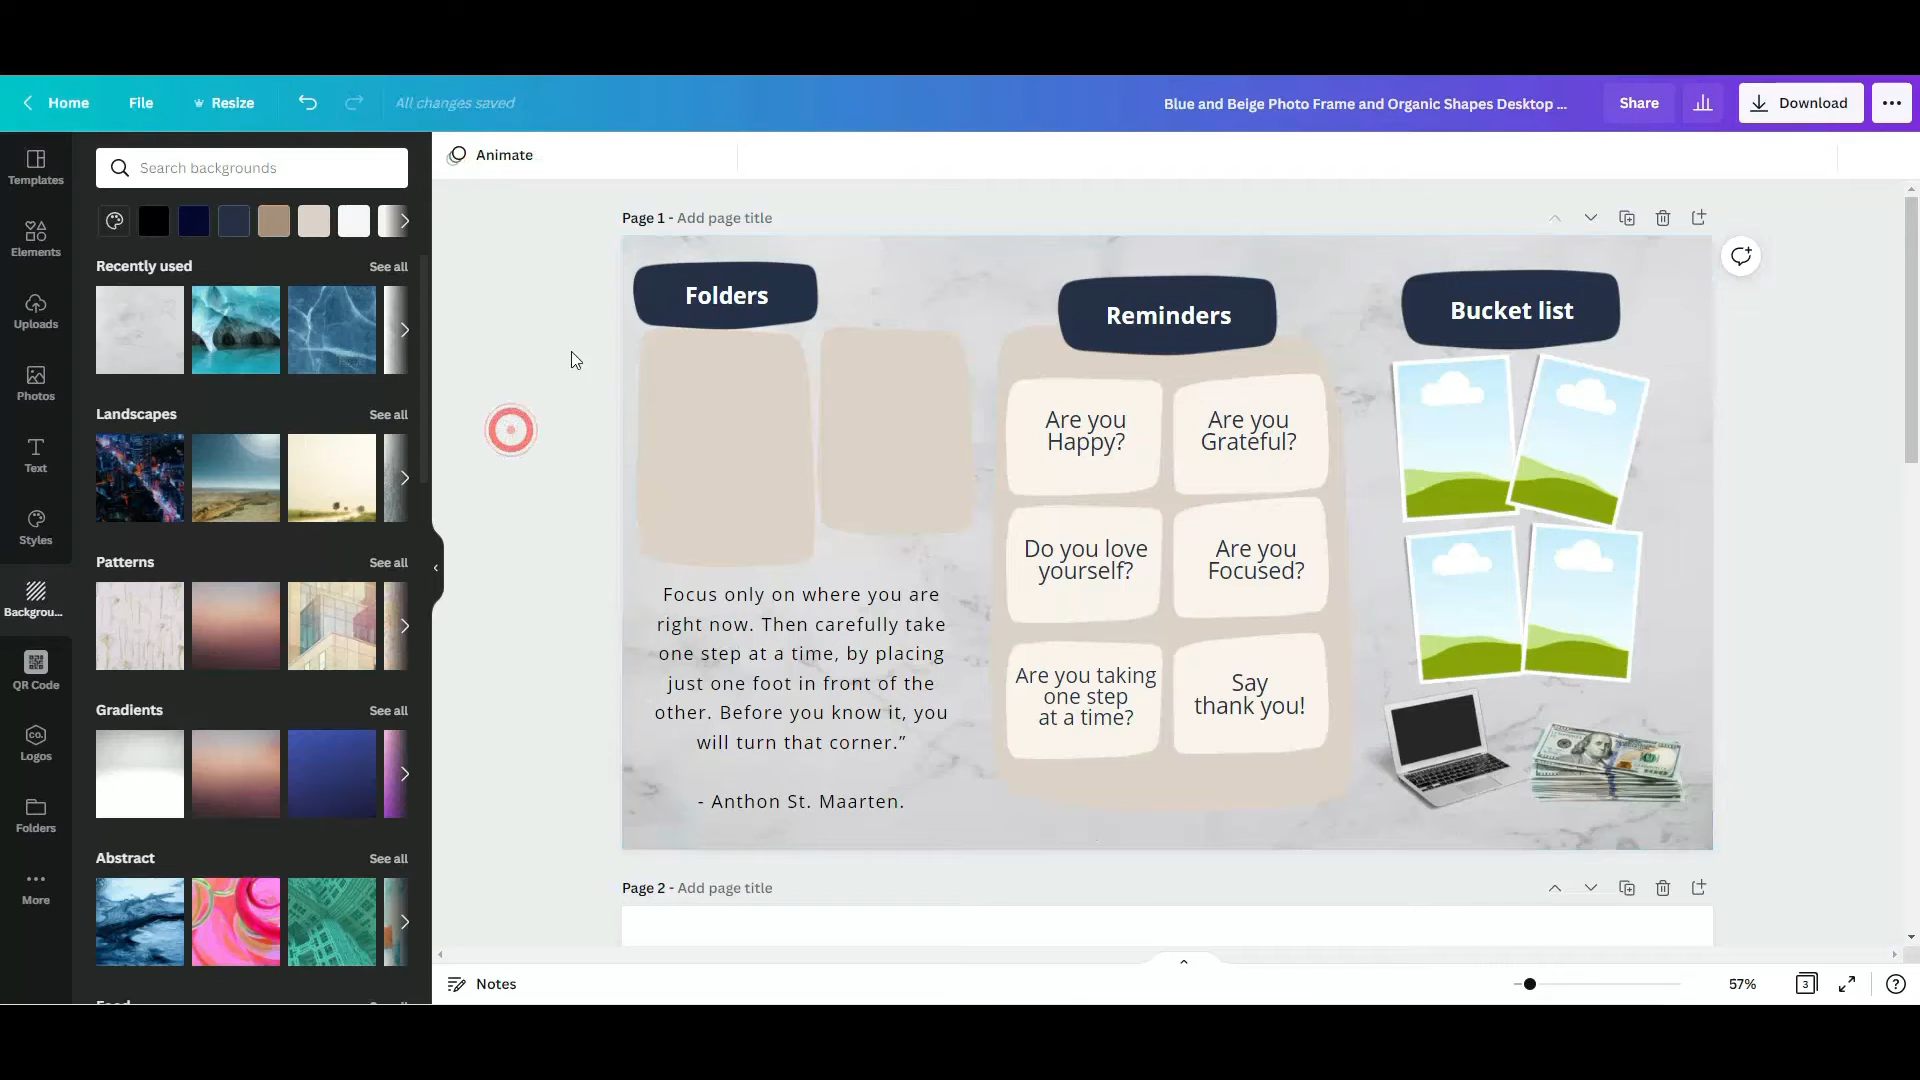 Home
File
Resize
All changes saved
Blue and Beige Photo Frame and Organic Shapes Desktop ...
Share
Download
Templates
Elements
Uploads
Photos
Text
Styles
Backgrou...
QR Code
CO.
Logos
Folders
More
Search backgrounds
Recently used
See all
Landscapes
See all
Patterns
See all
Gradients
See all
Abstract
See all
Animate
Page 1 - Add page title
Folders
Reminders
Bucket list
Are you
Happy?
Are you
Grateful?
Do you love
yourself?
Are you
Focused?
Are you taking
one step
at a time?
Say
thank you!
Focus only on where you are
right now. Then carefully take
one step at a time, by placing
just one foot in front of the
other. Before you know it, you
will turn that corner.”
- Anthon St. Maarten.
Page 2 - Add page title
Notes
57%
3
?